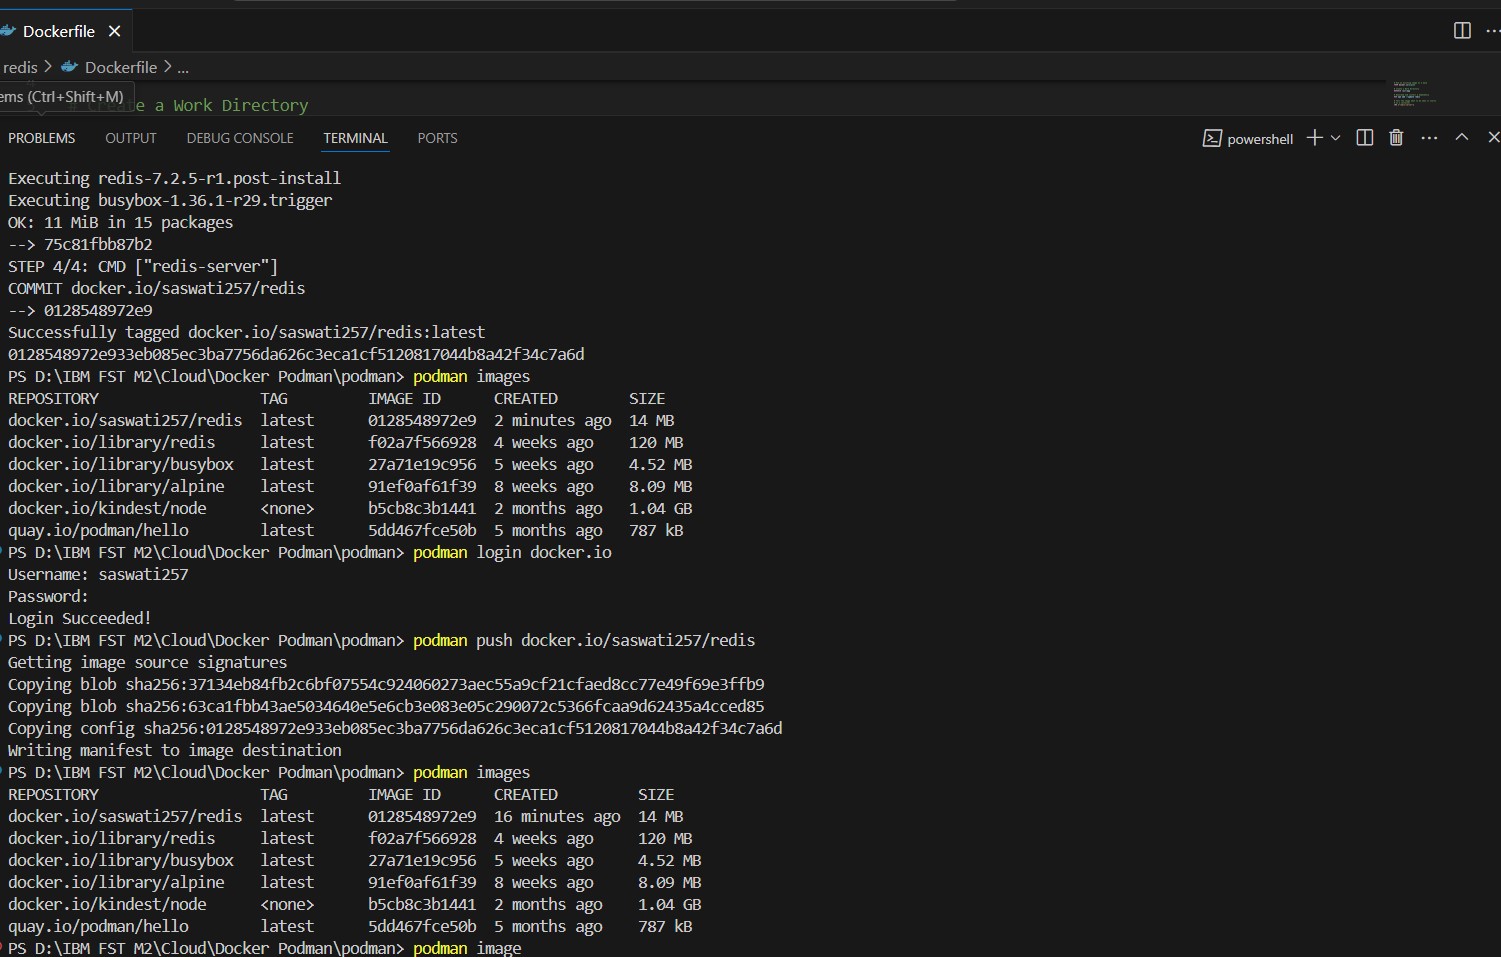 Dockerfile
redis > Dockerfile > ...
ems (Ctrl+Shift+M)
e a Work Directory
PROBLEMS OUTPUT DEBUG CONSOLE TERMINAL PORTS powershell
Executing redis-7.2.5-r1.post-install
Executing busybox-1.36.1-r29.trigger
OK: 11 MiB in 15 packages
--> 75c81fbb87b2
STEP 4/4: CMD ["redis-server"]
COMMIT docker.io/saswati257/redis
--> 0128548972e9
Successfully tagged docker.io/saswati257/redis:latest
0128548972e933eb085ec3ba7756da626c3eca1cf5120817044b8a42f34c7a6d
PS D:\IBM FST M2\Cloud\Docker Podman\podman> podman images
REPOSITORY TAG IMAGE ID CREATED SIZE
docker.io/saswati257/redis latest 0128548972e9 2 minutes ago 14 MB
docker.io/library/redis latest f02a7f566928 4 weeks ago 120 MB
docker.io/library/busybox latest 27a71e19c956 5 weeks ago 4.52 MB
docker.io/library/alpine latest 91ef0af61f39 8 weeks ago 8.09 MB
docker.io/kindest/node <none> b5cb8c3b1441 2 months ago 1.04 GB
quay.io/podman/hello latest 5dd467fce50b 5 months ago 787 kB
PS D:\IBM FST M2\Cloud\Docker Podman\podman> podman login docker.io
Username: saswati257
Password:
Login Succeeded!
PS D:\IBM FST M2\Cloud\Docker Podman\podman> podman push docker.io/saswati257/redis
Getting image source signatures
Copying blob sha256:37134eb84fb2c6bf07554c924060273aec55a9cf21cfaed8cc77e49f69e3ffb9
Copying blob sha256:63ca1fbb43ae5034640e5e6cb3e083e05c290072c5366fcaa9d62435a4cced85
Copying config sha256:0128548972e933eb085ec3ba7756da626c3eca1cf5120817044b8a42f34c7a6d
Writing manifest to image destination
PS D:\IBM FST M2\Cloud\Docker Podman\podman> podman images
REPOSITORY TAG IMAGE ID CREATED SIZE
docker.io/saswati257/redis latest 0128548972e9 16 minutes ago 14 MB
docker.io/library/redis latest f02a7f566928 4 weeks ago 120 MB
docker.io/library/busybox latest 27a71e19c956 5 weeks ago 4.52 MB
docker.io/library/alpine latest 91ef0af61f39 8 weeks ago 8.09 MB
docker.io/kindest/node <none> b5cb8c3b1441 2 months ago 1.04 GB
quay.io/podman/hello latest 5dd467fce50b 5 months ago 787 kB
PS D:\IBM FST M2\Cloud\Docker Podman\podman> podman image